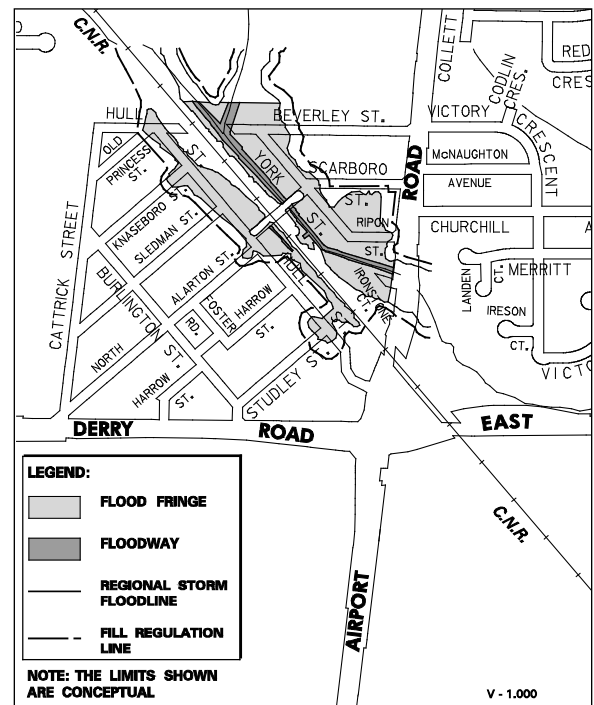 C.N.R.
COLLETT
CODLIN
CRES.
RED
CRES
HULL
ST.
BEVERLEY ST.
VICTORY
CRESCENT
OLD
PRINCESS
ST.
YORK
ST.
SCARBORO
ST.
ROAD
McNAUGHTON
AVENUE
KNASEBORO ST.
SLEDMAN ST.
RIPON
ST.
CHURCHILL
A
CATTRICK STREET
BURLINGTON
ST.
ALARTON ST.
HULL
ST.
IRONSTONE
CT.
LANDEN
CT.
MERRITT
FOSTER
RD.
HARROW
ST.
IRESON
CT.
NORTH
HARROW
ST.
STUDLEY ST.
VICTO
DERRY
ROAD
EAST
C.N.R.
AIRPORT
LEGEND:
FLOOD FRINGE
FLOODWAY
REGIONAL STORM
FLOODLINE
FILL REGULATION
LINE
NOTE: THE LIMITS SHOWN
ARE CONCEPTUAL
V - 1.000